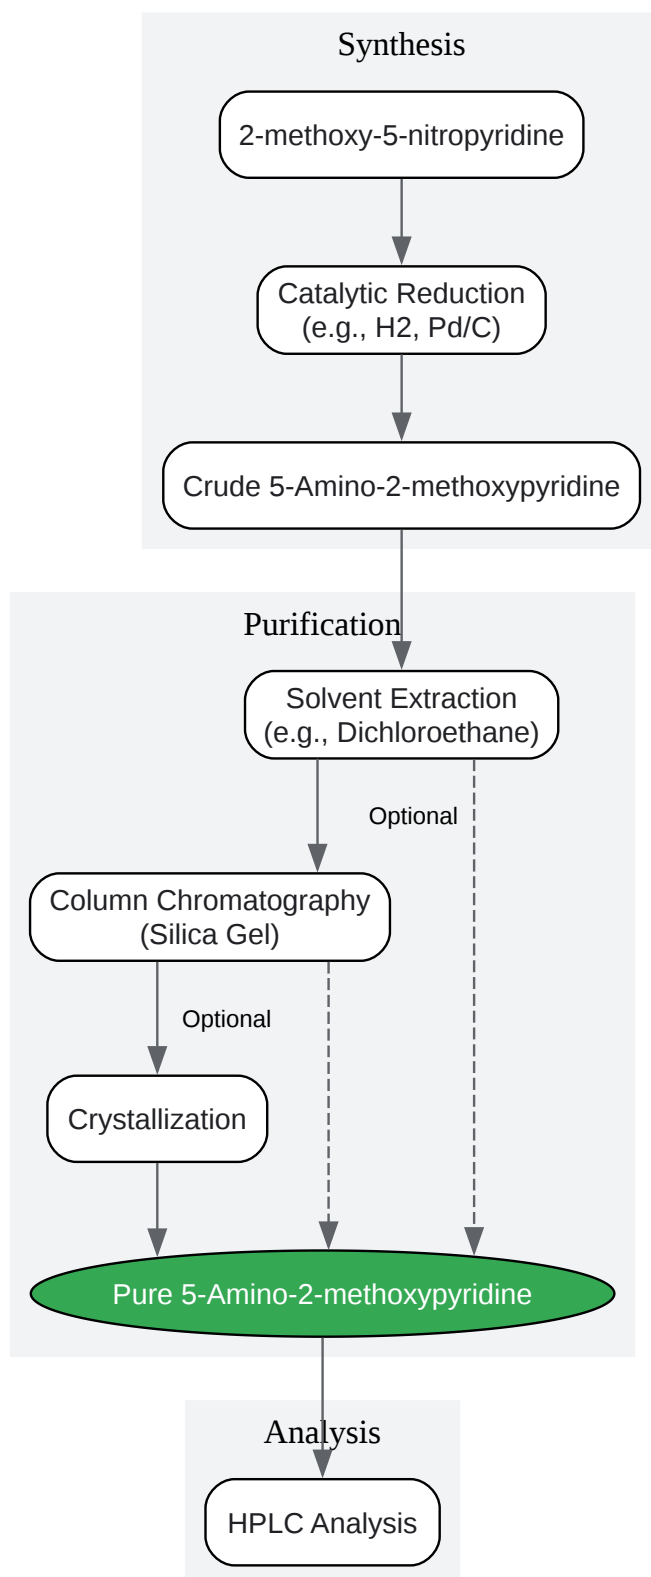 Synthesis
2-methoxy-5-nitropyridine
Catalytic Reduction
(e.g., H2, Pd/C)
Crude 5-Amino-2-methoxypyridine
Purification
Solvent Extraction
(e.g., Dichloroethane)
Optional
Column Chromatography
(Silica Gel)
Optional
Crystallization
Pure 5-Amino-2-methoxypyridine
Analysis
HPLC Analysis